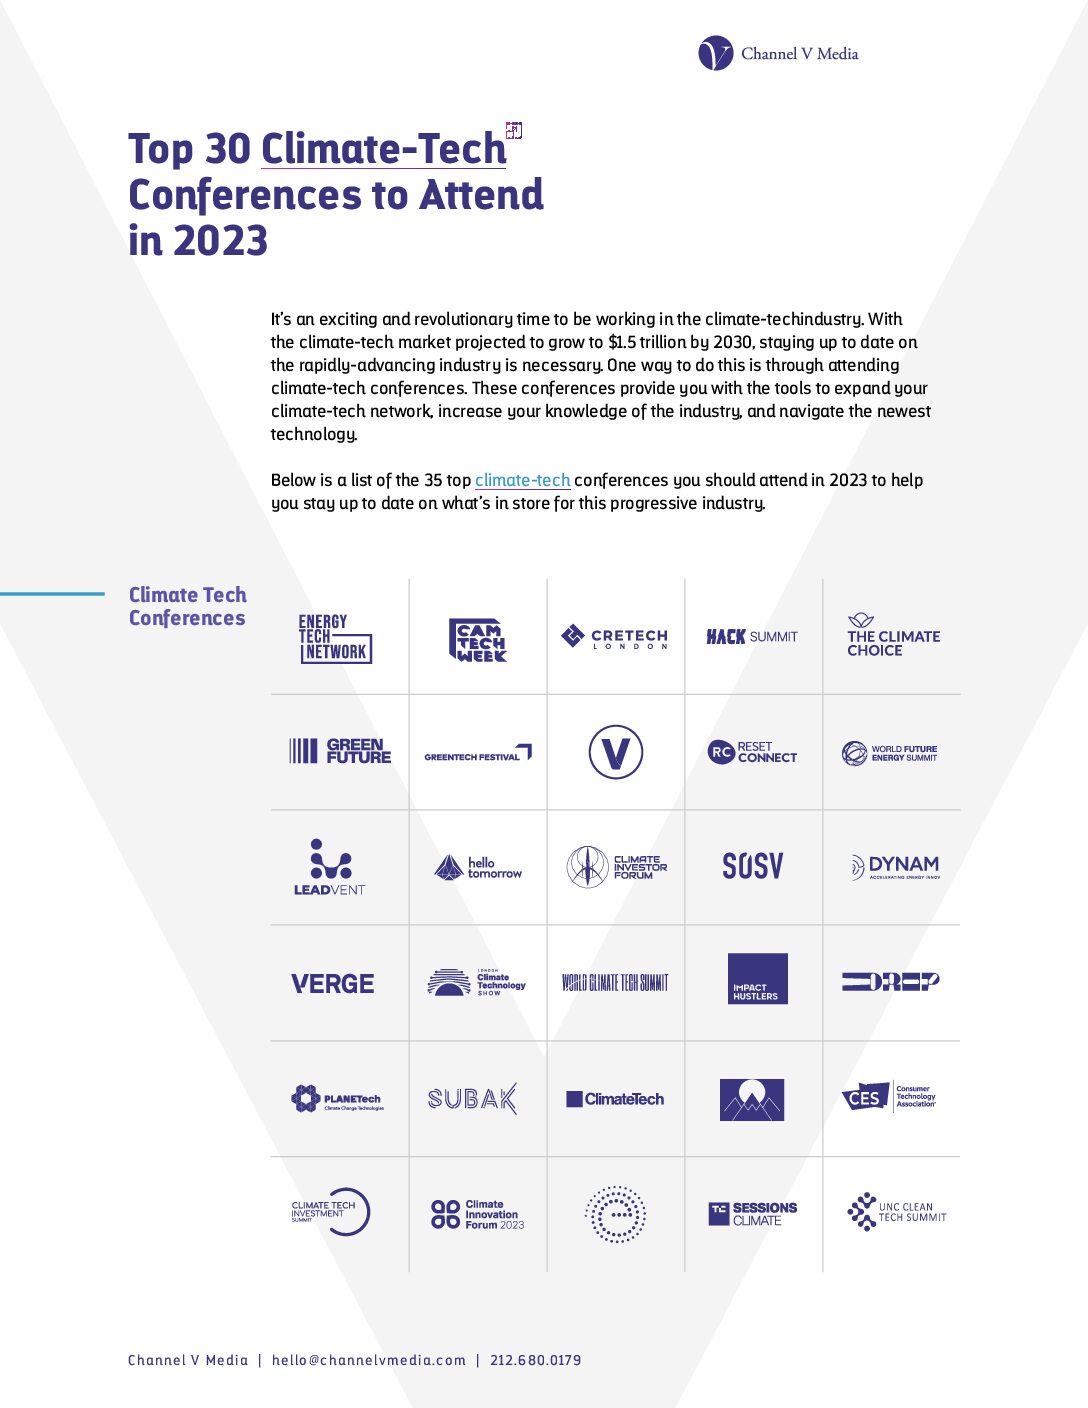 Channel V Media
Top 30 Climate-Tech
Conferences to Attend
in 2023
It's an exciting and revolutionary time to be working in the climate-techindustry. With
the climate-tech market projected to grow to $1.5 trillion by 2030, staying up to date on
the rapidly-advancing industry is necessary. One way to do this is through attending
climate-tech conferences. These conferences provide you with the tools to expand your
climate-tech network, increase your knowledge of the industry, and navigate the newest
technology.
Below is a list of the 35 top climate-tech conferences you should attend in 2023 to help
you stay up to date on what's in store for this progressive industry.
Climate Tech
Conferences
ENERGY
TECH
NETWORK
CAM
TECH
WEEK
CRETECH
LONDON
HACK SUMMIT
THE CLIMATE
CHOICE
GREEN
FUTURE
GREENTECH FESTIVAL
V
RC
RESET
CONNECT
WORLD FUTURE
ENERGY SUMMIT
LEADVENT
hello
tomorrow
CLIMATE
INVESTOR
FORUM
SOSV
DYNAM
ACCELERATING ENERGY INNOV
VERGE
LONDON
Climate
Technology
SHOW
WORLD CLIMATE TECH SUMMIT
IMPACT
HUSTLERS
DROP
PLANETech
Climate Change Technologies
SUBAK
ClimateTech
CES
Consumer
Technology
Association
CLIMATE TECH
INVESTMENT
SUMMIT
Climate
Innovation
Forum 2023
TC
SESSIONS
CLIMATE
UNC CLEAN
TECH SUMMIT
Channel V Media | hello@channelvmedia.com | 212.680.0179